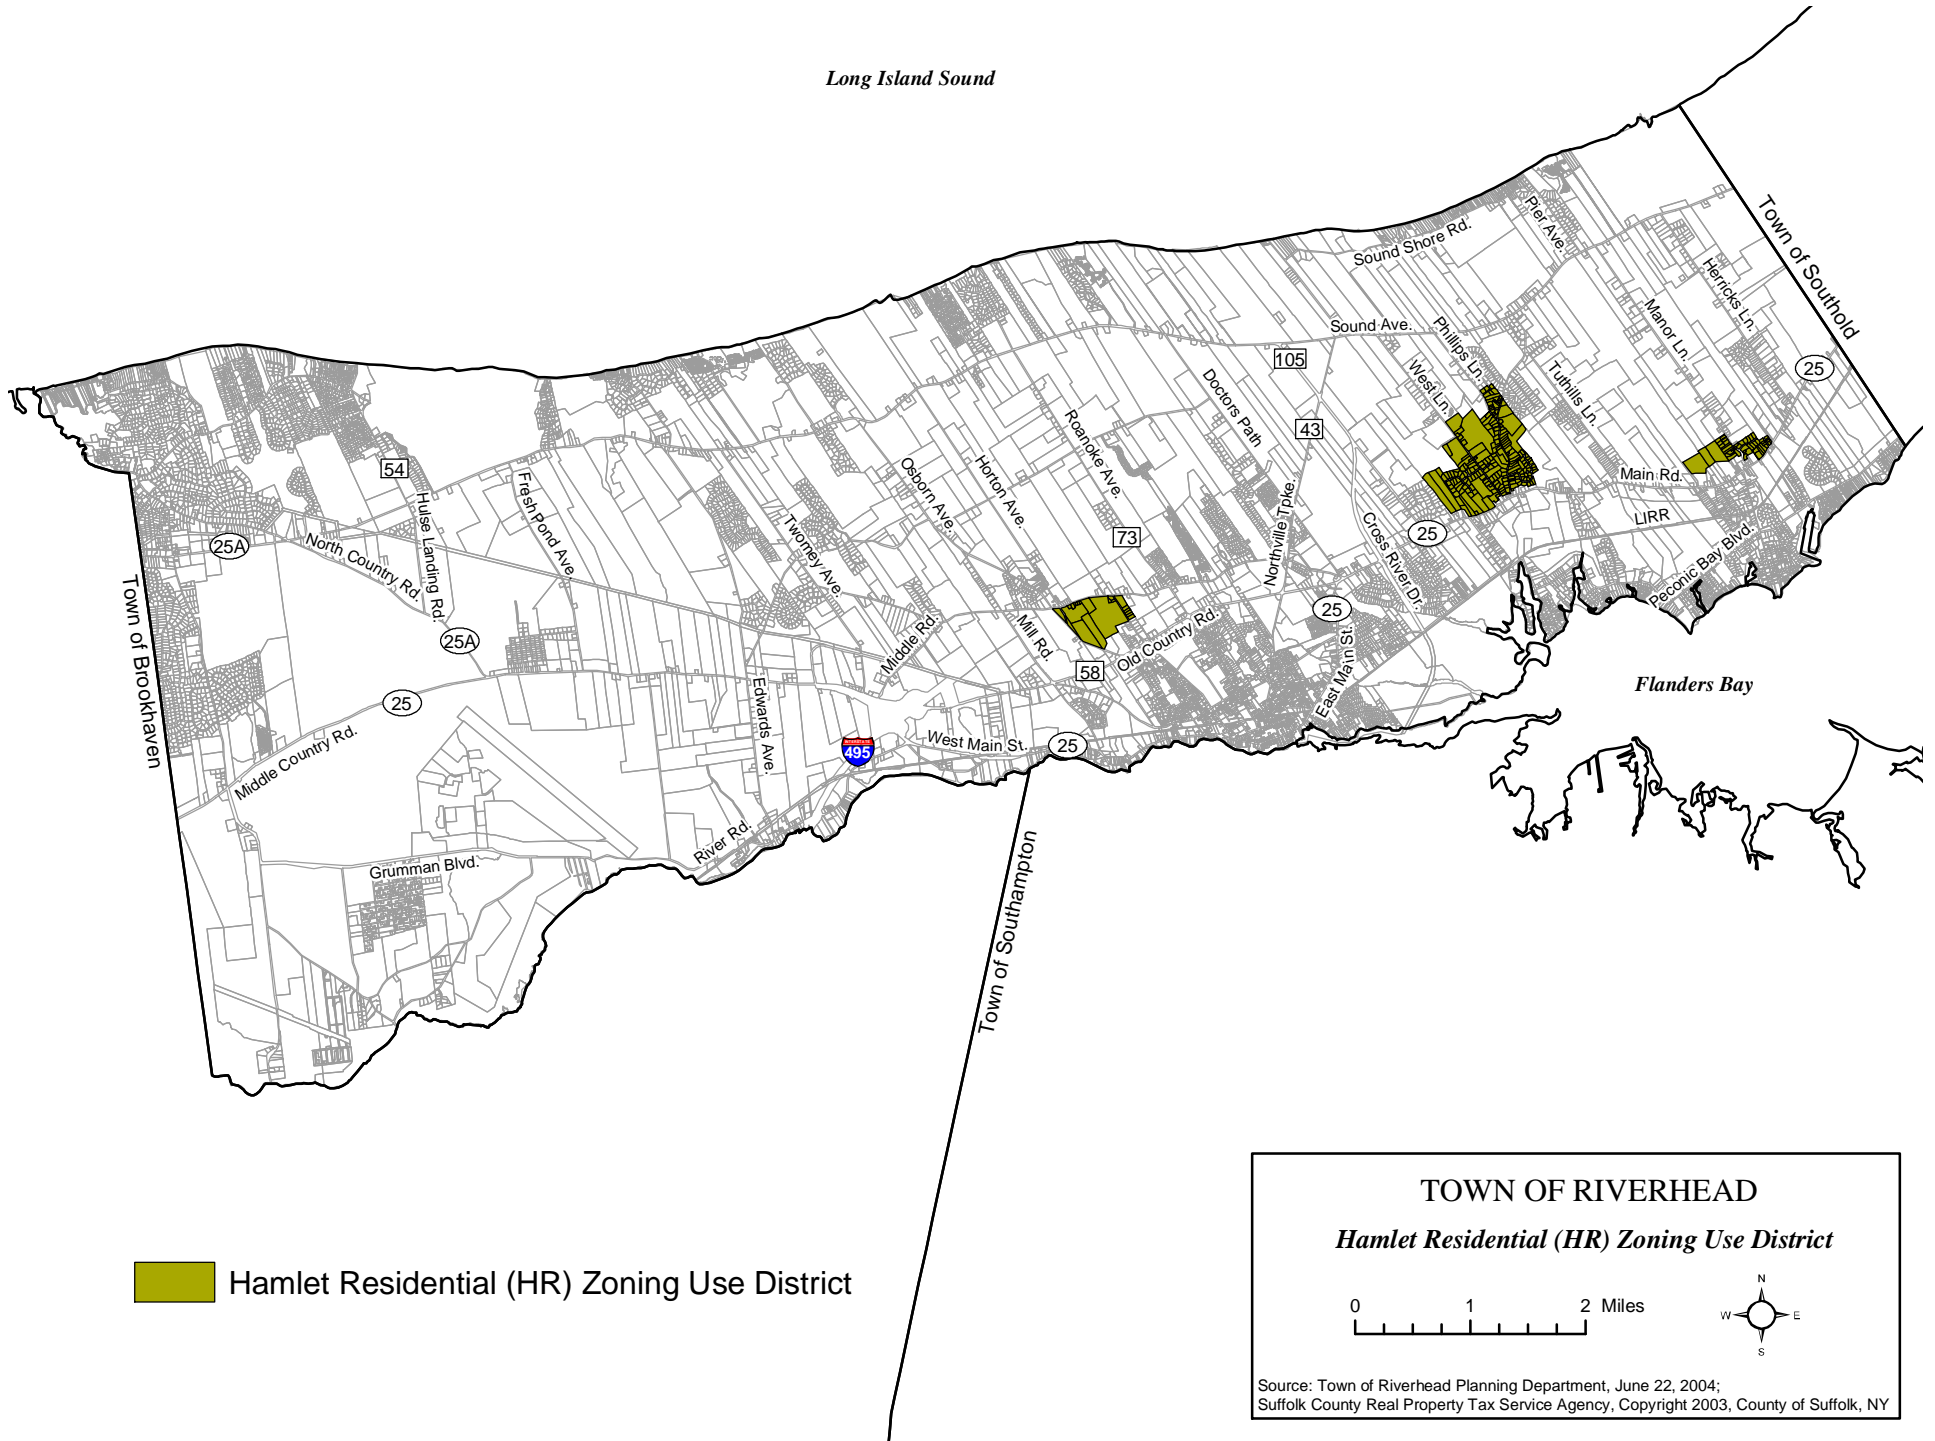 Long Island Sound
Town of Southold
Pier Ave.
Sound Shore Rd.
Herricks Ln.
Manor Ln.
Sound Ave.
Phillips Ln.
105
West Ln.
Tuthills Ln.
25
Doctors Path
Roanoke Ave.
43
54
Osborn Ave.
Horton Ave.
Main Rd.
Hulse Landing Rd.
Fresh Pond Ave.
Northville Tpke.
LIRR
Twomey Ave.
73
Cross River Dr.
25
25A
North Country Rd.
Peconic Bay Blvd.
Town of Brookhaven
25A
Middle Rd.
Mill Rd.
Old Country Rd.
25
58
East Main St.
Flanders Bay
25
Edwards Ave.
Middle Country Rd.
INTERSTATE
495
West Main St.
25
River Rd.
Grumman Blvd.
Town of Southampton
Hamlet Residential (HR) Zoning Use District
TOWN OF RIVERHEAD
Hamlet Residential (HR) Zoning Use District
0 1 2 Miles
N
W E
S
Source: Town of Riverhead Planning Department, June 22, 2004;
Suffolk County Real Property Tax Service Agency, Copyright 2003, County of Suffolk, NY